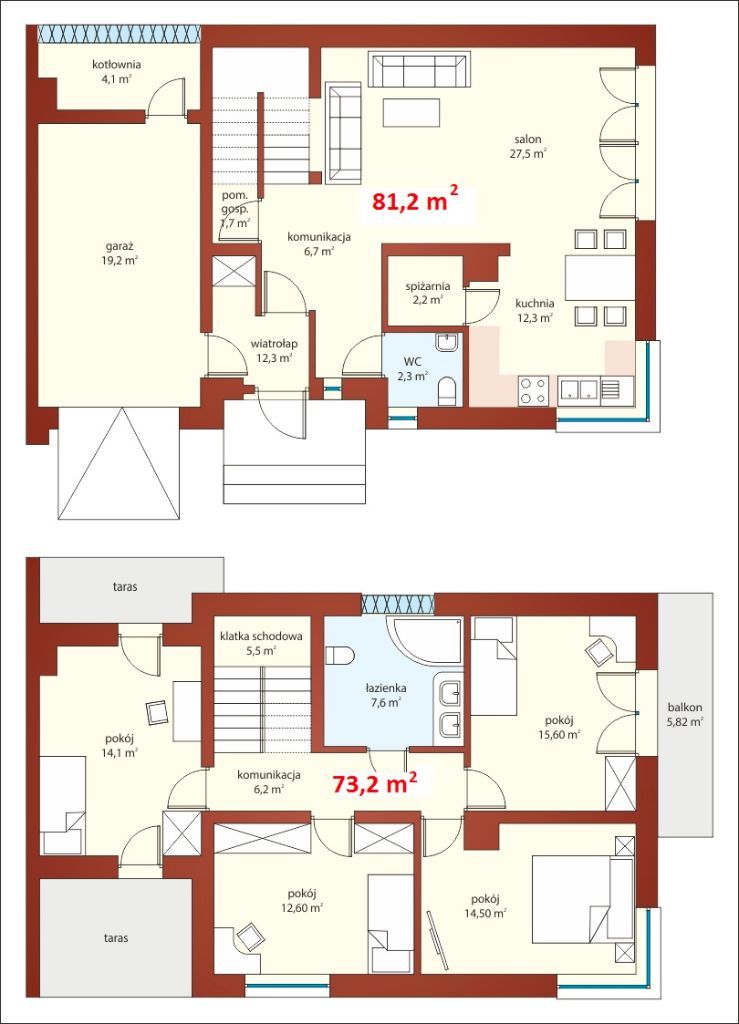 kotłownia
4,1 m²
salon
27,5 m²
81,2 m²
pom.
gosp.
1,7 m²
garaż
19,2 m²
komunikacja
6,7 m²
spiżarnia
2,2 m²
kuchnia
12,3 m²
wiatrołap
12,3 m²
WC
2,3 m²
taras
klatka schodowa
5,5 m²
łazienka
7,6 m²
pokój
14,1 m²
pokój
15,60 m²
balkon
5,82 m²
komunikacja
6,2 m²
73,2 m²
pokój
12,60 m²
pokój
14,50 m²
taras